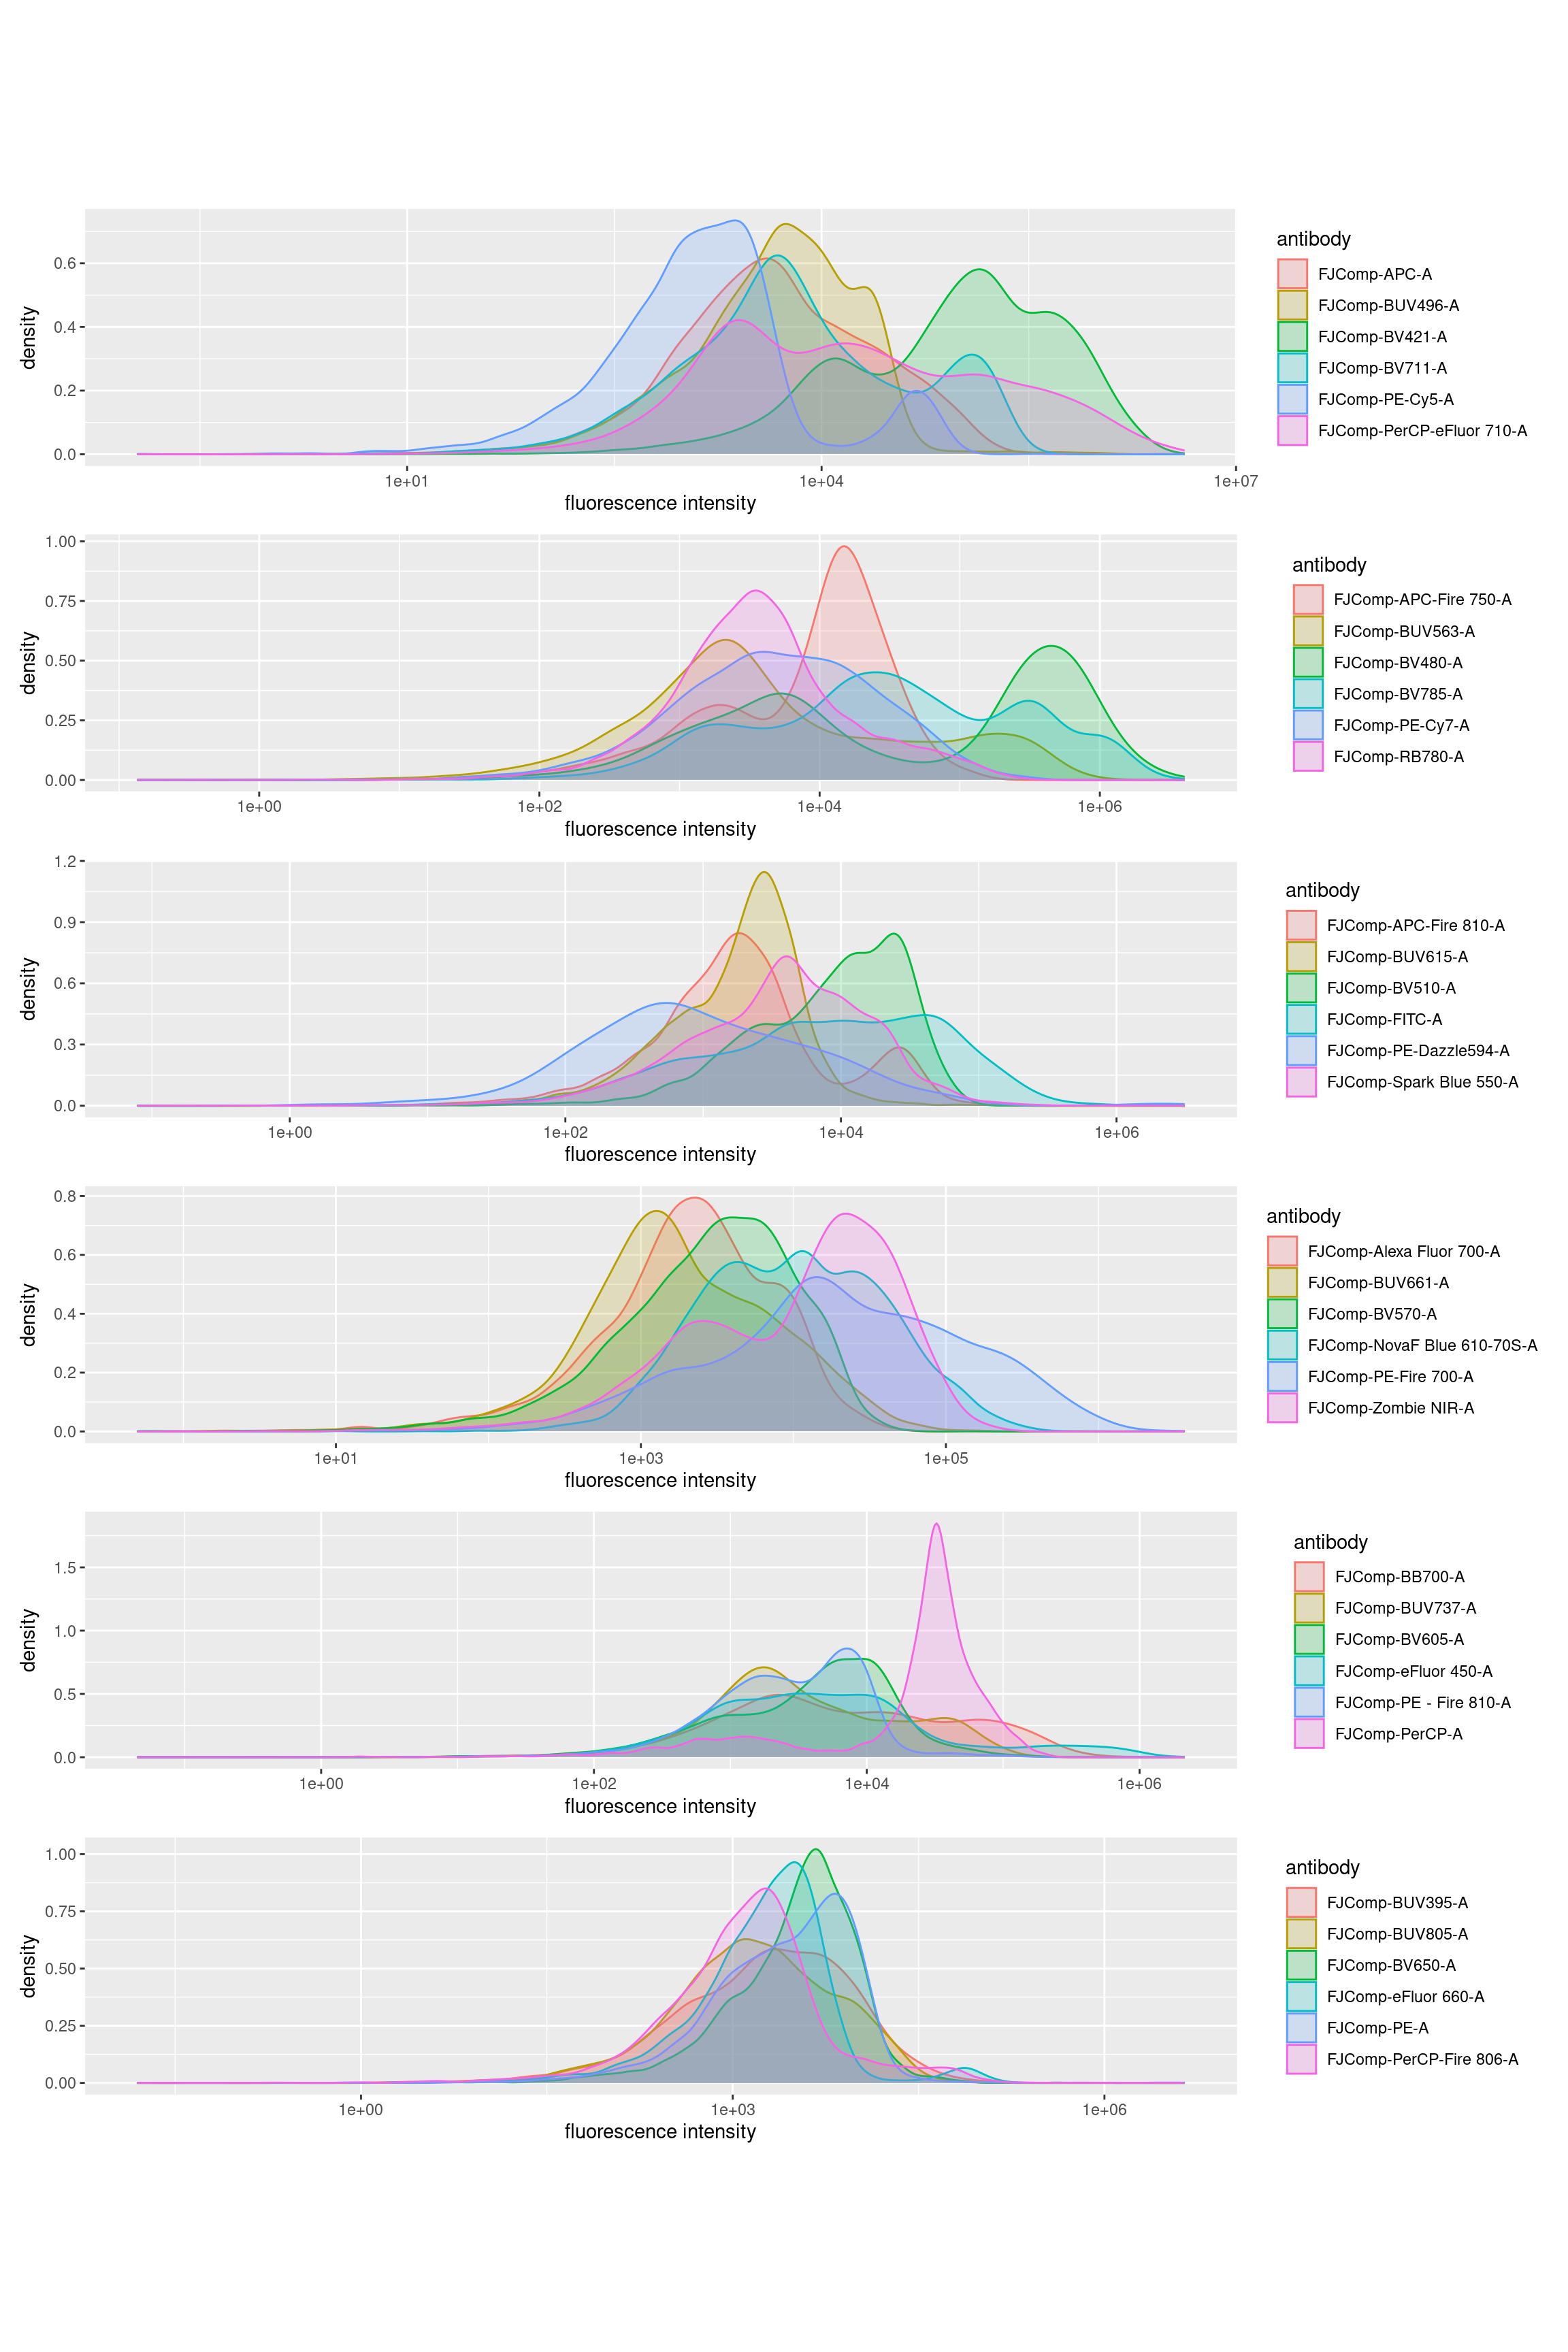 antibody
FJComp-APC-A
FJComp-BUV496-A
FJComp-BV421-A
FJComp-BV711-A
FJComp-PE-Cy5-A
FJComp-PerCP-eFluor 710-A
density
0.6
0.4
0.2
0.0
1e+01 1e+04 1e+07
fluorescence intensity
antibody
FJComp-APC-Fire 750-A
FJComp-BUV563-A
FJComp-BV480-A
FJComp-BV785-A
FJComp-PE-Cy7-A
FJComp-RB780-A
density
1.00
0.75
0.50
0.25
0.00
1e+00 1e+02 1e+04 1e+06
fluorescence intensity
antibody
FJComp-APC-Fire 810-A
FJComp-BUV615-A
FJComp-BV510-A
FJComp-FITC-A
FJComp-PE-Dazzle594-A
FJComp-Spark Blue 550-A
density
1.2
0.9
0.6
0.3
0.0
1e+00 1e+02 1e+04 1e+06
fluorescence intensity
antibody
FJComp-Alexa Fluor 700-A
FJComp-BUV661-A
FJComp-BV570-A
FJComp-NovaF Blue 610-70S-A
FJComp-PE-Fire 700-A
FJComp-Zombie NIR-A
density
0.8
0.6
0.4
0.2
0.0
1e+01 1e+03 1e+05
fluorescence intensity
antibody
FJComp-BB700-A
FJComp-BUV737-A
FJComp-BV605-A
FJComp-eFluor 450-A
FJComp-PE - Fire 810-A
FJComp-PerCP-A
density
1.5
1.0
0.5
0.0
1e+00 1e+02 1e+04 1e+06
fluorescence intensity
antibody
FJComp-BUV395-A
FJComp-BUV805-A
FJComp-BV650-A
FJComp-eFluor 660-A
FJComp-PE-A
FJComp-PerCP-Fire 806-A
density
1.00
0.75
0.50
0.25
0.00
1e+00 1e+03 1e+06
fluorescence intensity